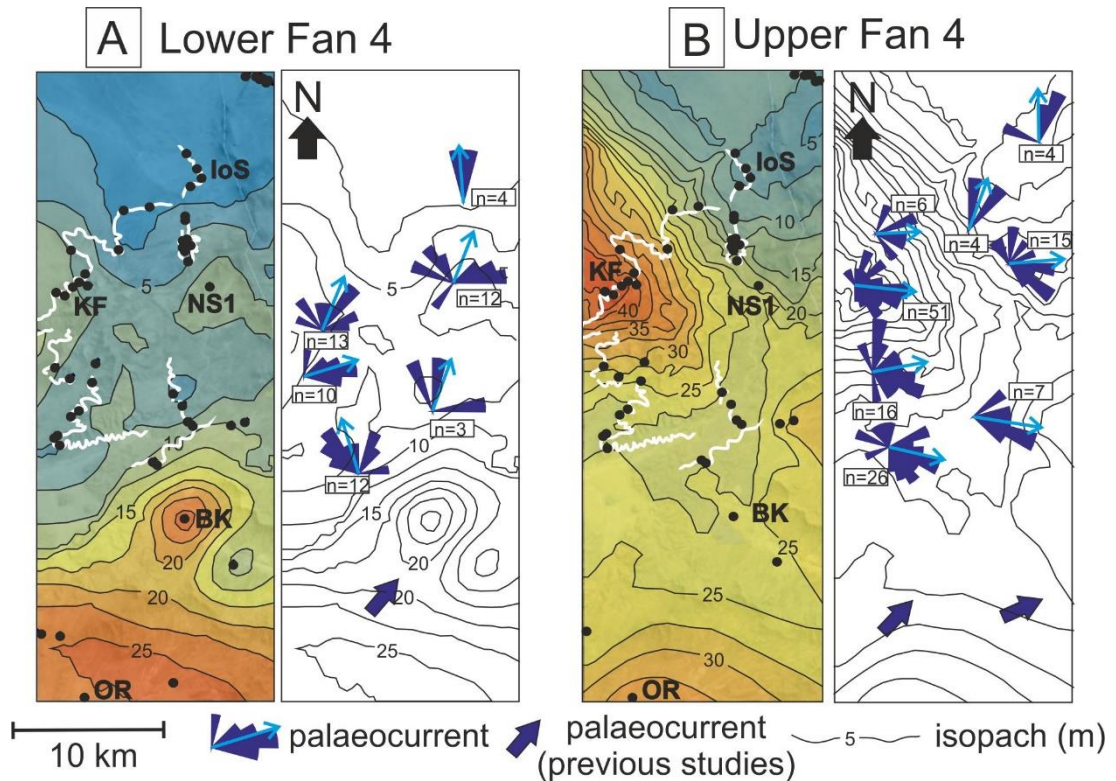 A Lower Fan 4
B Upper Fan 4
IoS
5
KF
NS1
10
15
BK
20
20
25
OR
N
n=4
5
n=12
n=13
n=10
n=3
10
n=12
15
20
20
25
IoS
5
10
KF
15
NS1
20
40
35
30
25
BK
25
25
30
OR
N
n=4
n=6
n=4
n=15
n=51
n=7
n=16
n=26
10 km
palaeocurrent
palaeocurrent
(previous studies)
5
isopach (m)